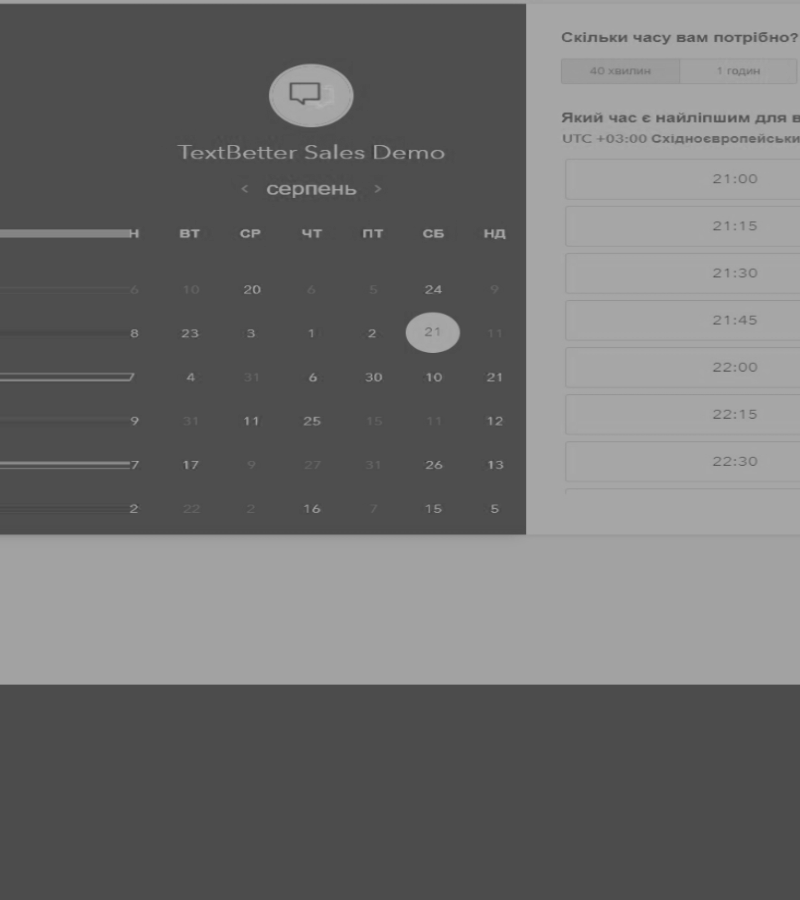 TextBetter Sales Demo
< серпень >
Н ВТ СР ЧТ ПТ СБ НД
6 10 20 6 5 24 9
8 23 3 1 2 21 11
7 4 31 6 30 10 21
9 31 11 25 15 11 12
7 17 9 27 31 26 13
2 22 2 16 7 15 5
Скільки часу вам потрібно?
40 хвилин 1 годин
Який час є найліпшим для в
UTC +03:00 Східноєвропейськи
21:00
21:15
21:30
21:45
22:00
22:15
22:30